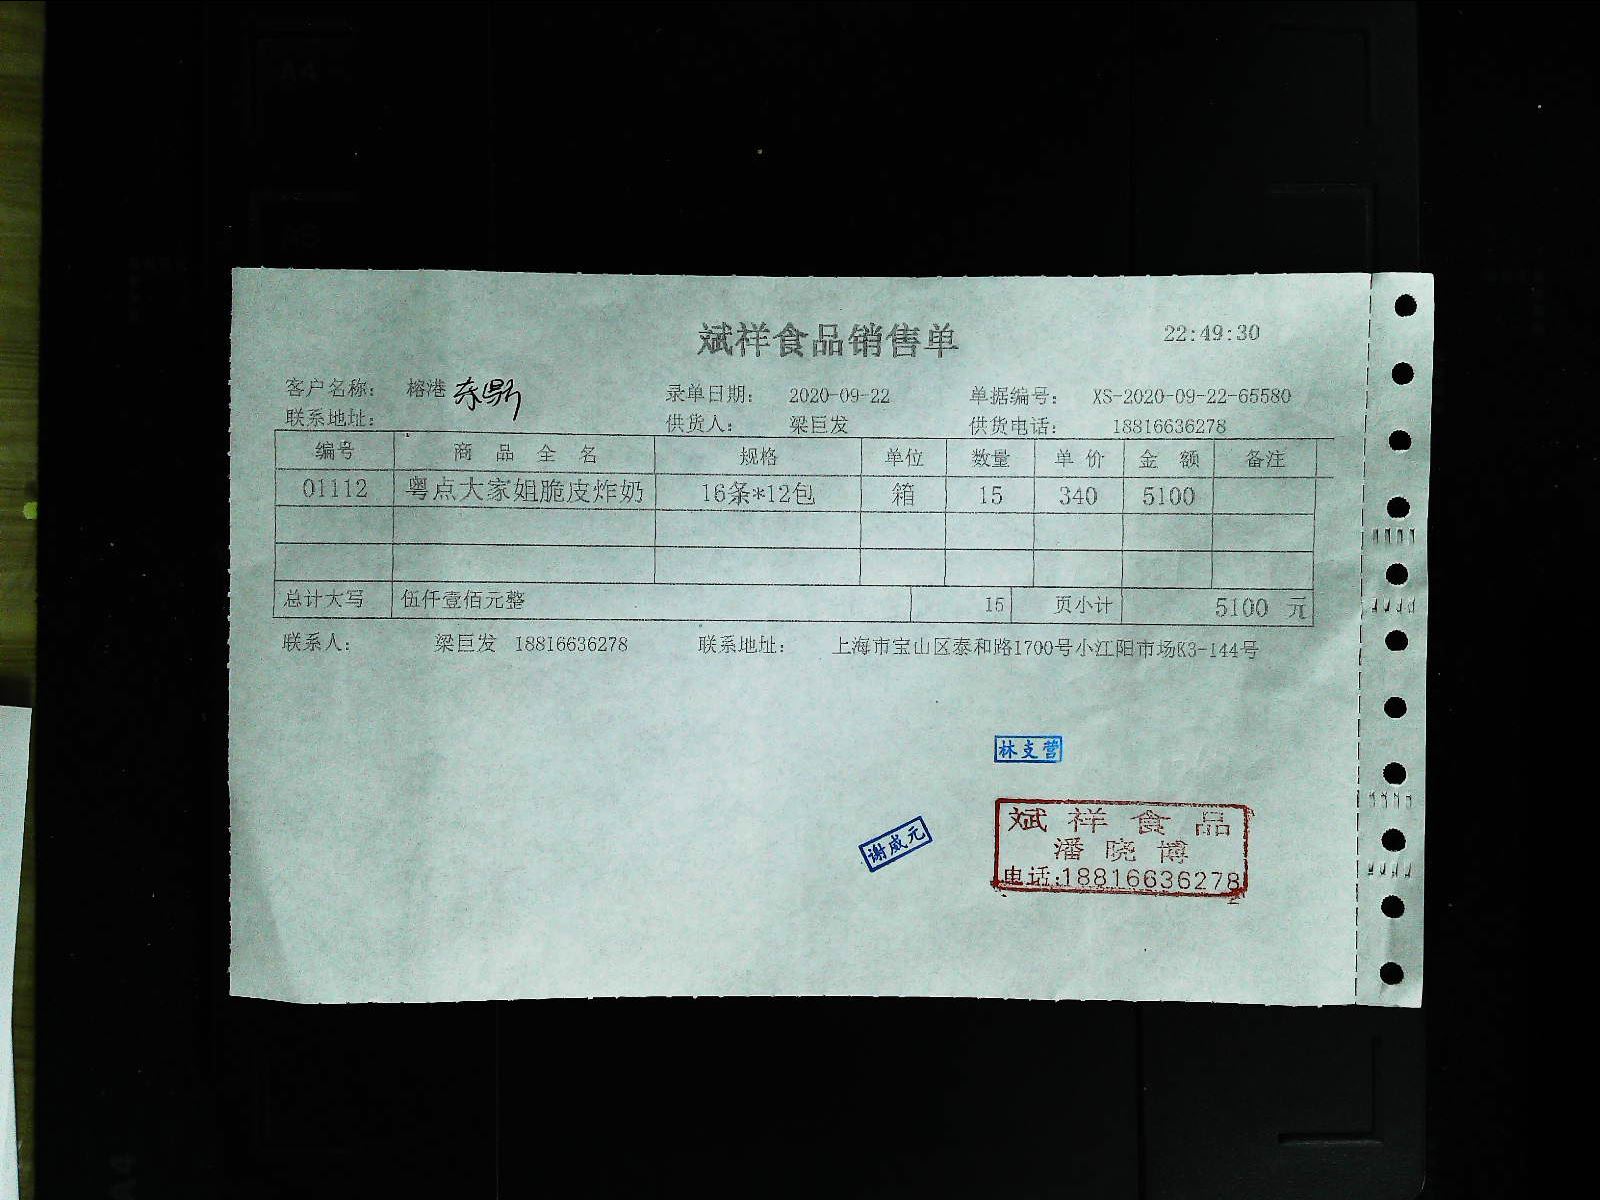 斌祥食品销售单
22:49:30
客户名称： 榕港 东鼎 录单日期： 2020-09-22 单据编号： XS-2020-09-22-65580
联系地址： 供货人： 梁巨发 供货电话： 18816636278
编号 商品全名 规格 单位 数量 单价 金额 备注
01112 粤点大家姐脆皮炸奶 16条*12包 箱 15 340 5100
总计大写 伍仟壹佰元整 15 页小计 5100 元
联系人： 梁巨发 18816636278 联系地址： 上海市宝山区泰和路1700号小江阳市场K3-144号
林支营
谢咸元
斌祥食品
潘晓博
电话:18816636278
A4
A5
A4